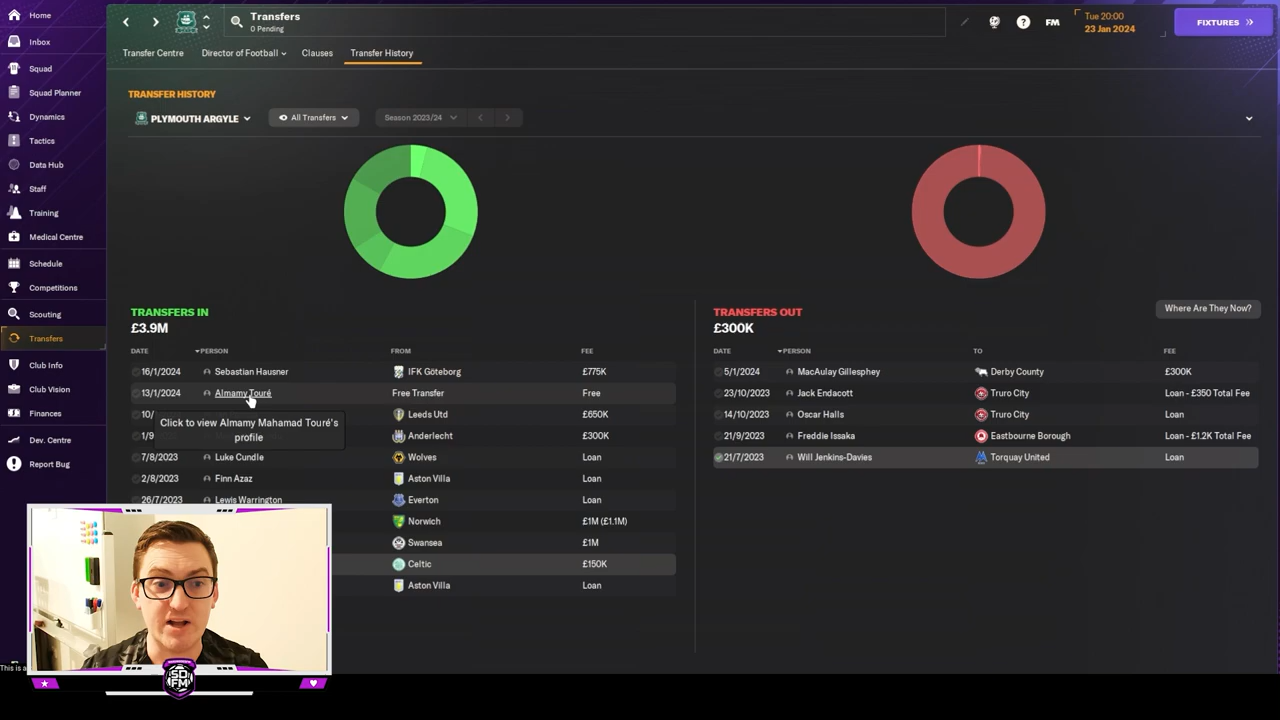 Home
Transfers
0 Pending
FM
Tue 20:00
23 Jan 2024
FIXTURES
Inbox
Squad
Squad Planner
Dynamics
Tactics
Data Hub
Staff
Training
Medical Centre
Schedule
Competitions
Scouting
Transfers
Club Info
Club Vision
Finances
Dev. Centre
Report Bug
Transfer Centre
Director of Football
Clauses
Transfer History
TRANSFER HISTORY
PLYMOUTH ARGYLE
All Transfers
Season 2023/24
TRANSFERS IN
£3.9M
DATE PERSON FROM FEE
16/1/2024 Sebastian Hausner IFK Göteborg £775K
13/1/2024 Almamy Touré Free Transfer Free
10/ Leeds Utd £650K
1/9 Anderlecht £300K
7/8/2023 Luke Cundle Wolves Loan
2/8/2023 Finn Azaz Aston Villa Loan
26/7/2023 Lewis Warrington Everton Loan
Norwich £1M (£1.1M)
Swansea £1M
Celtic £150K
Aston Villa Loan
Click to view Almamy Mahamad Touré's
profile
TRANSFERS OUT
£300K
Where Are They Now?
DATE PERSON TO FEE
5/1/2024 MacAulay Gillesphey Derby County £300K
23/10/2023 Jack Endacott Truro City Loan - £350 Total Fee
14/10/2023 Oscar Halls Truro City Loan
21/9/2023 Freddie Issaka Eastbourne Borough Loan - £1.2K Total Fee
21/7/2023 Will Jenkins-Davies Torquay United Loan
This is a
SD
FM